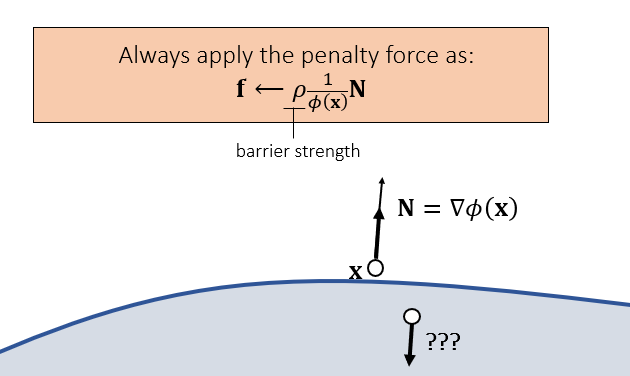 Always apply the penalty force as:
𝐟 ⟵ ρ 1/ϕ(𝐱) 𝐍
barrier strength
𝐍 = ∇ϕ(𝐱)
𝐱
???